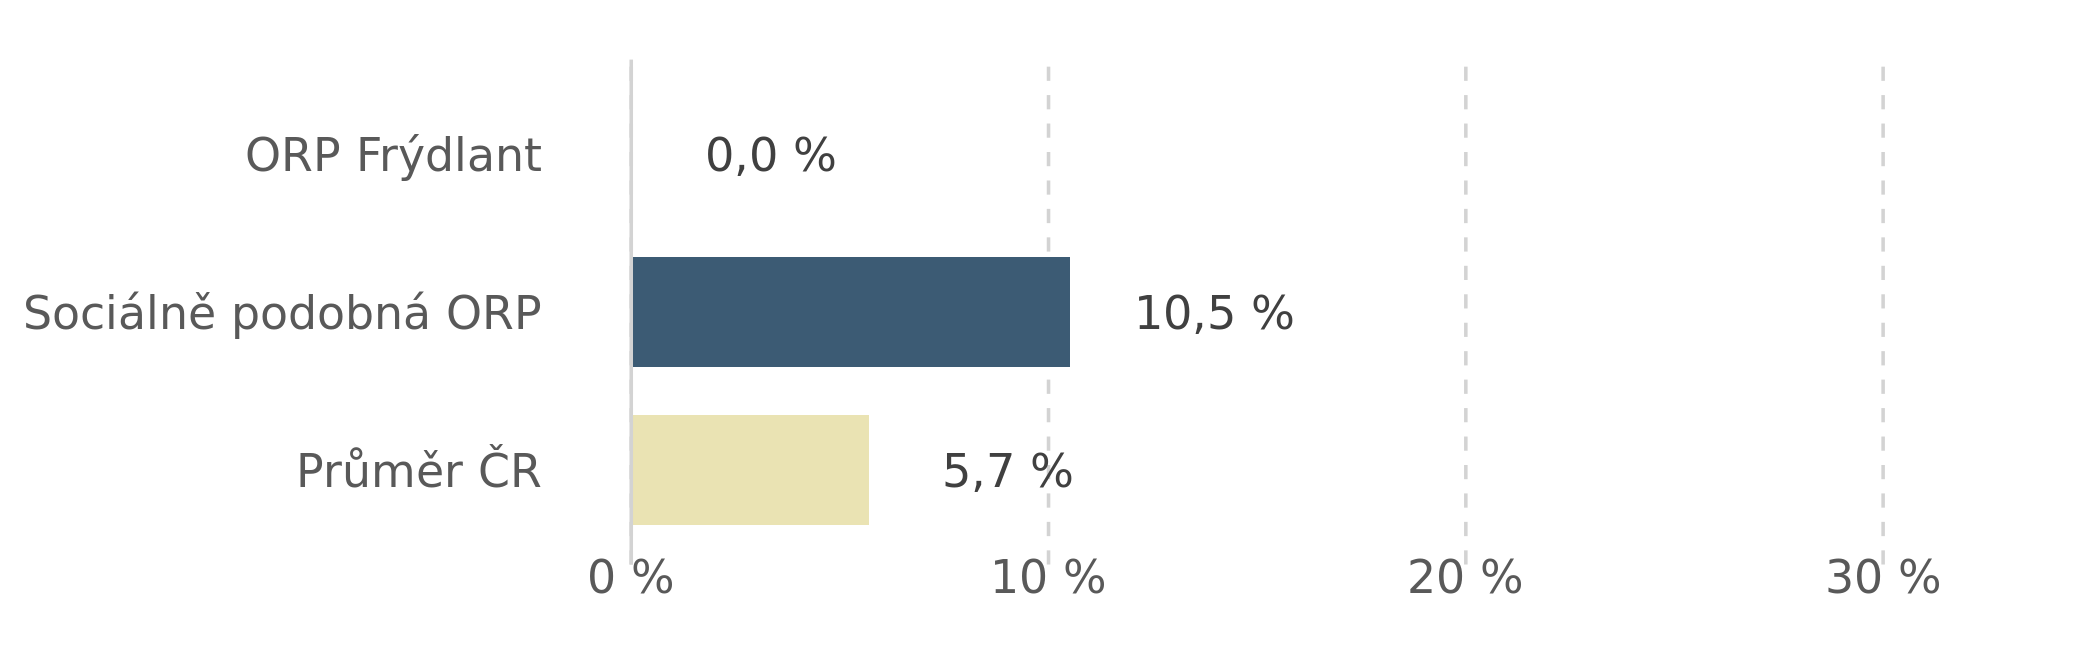 ORP Frýdlant 0,0 %
Sociálně podobná ORP 10,5 %
Průměr ČR 5,7 %
0 % 10 % 20 % 30 %